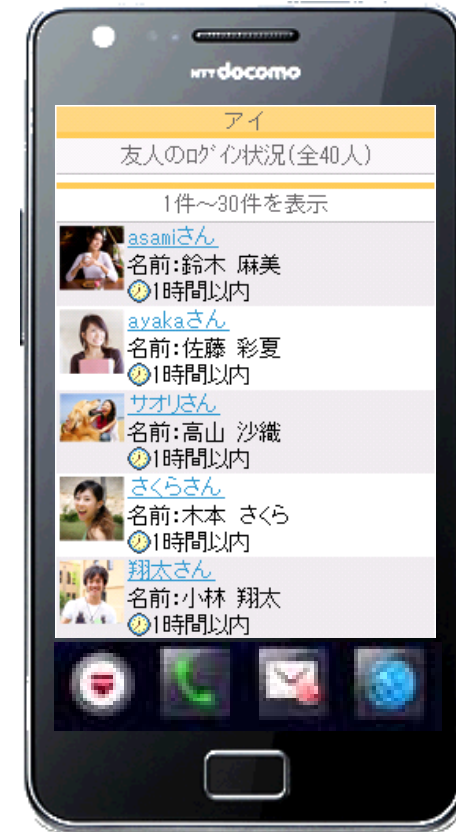 NTT docomo
アイ
友人のﾛｸﾞｲﾝ状況(全40人)
1件～30件を表示
asamiさん
名前:鈴木 麻美
1時間以内
ayakaさん
名前:佐藤 彩夏
1時間以内
サオリさん
名前:高山 沙織
1時間以内
さくらさん
名前:木本 さくら
1時間以内
翔太さん
名前:小林 翔太
1時間以内